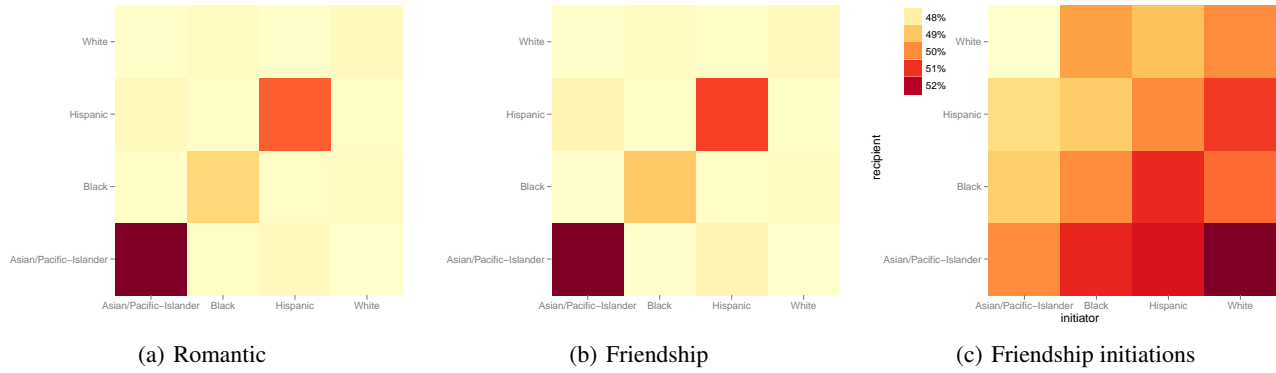 White
Hispanic
Black
Asian/Pacific−Islander
Asian/Pacific−Islander Black Hispanic White
(a) Romantic
White
Hispanic
Black
Asian/Pacific−Islander
Asian/Pacific−Islander Black Hispanic White
(b) Friendship
48%
49%
50%
51%
52%
recipient
White
Hispanic
Black
Asian/Pacific−Islander
Asian/Pacific−Islander Black Hispanic White
initiator
(c) Friendship initiations